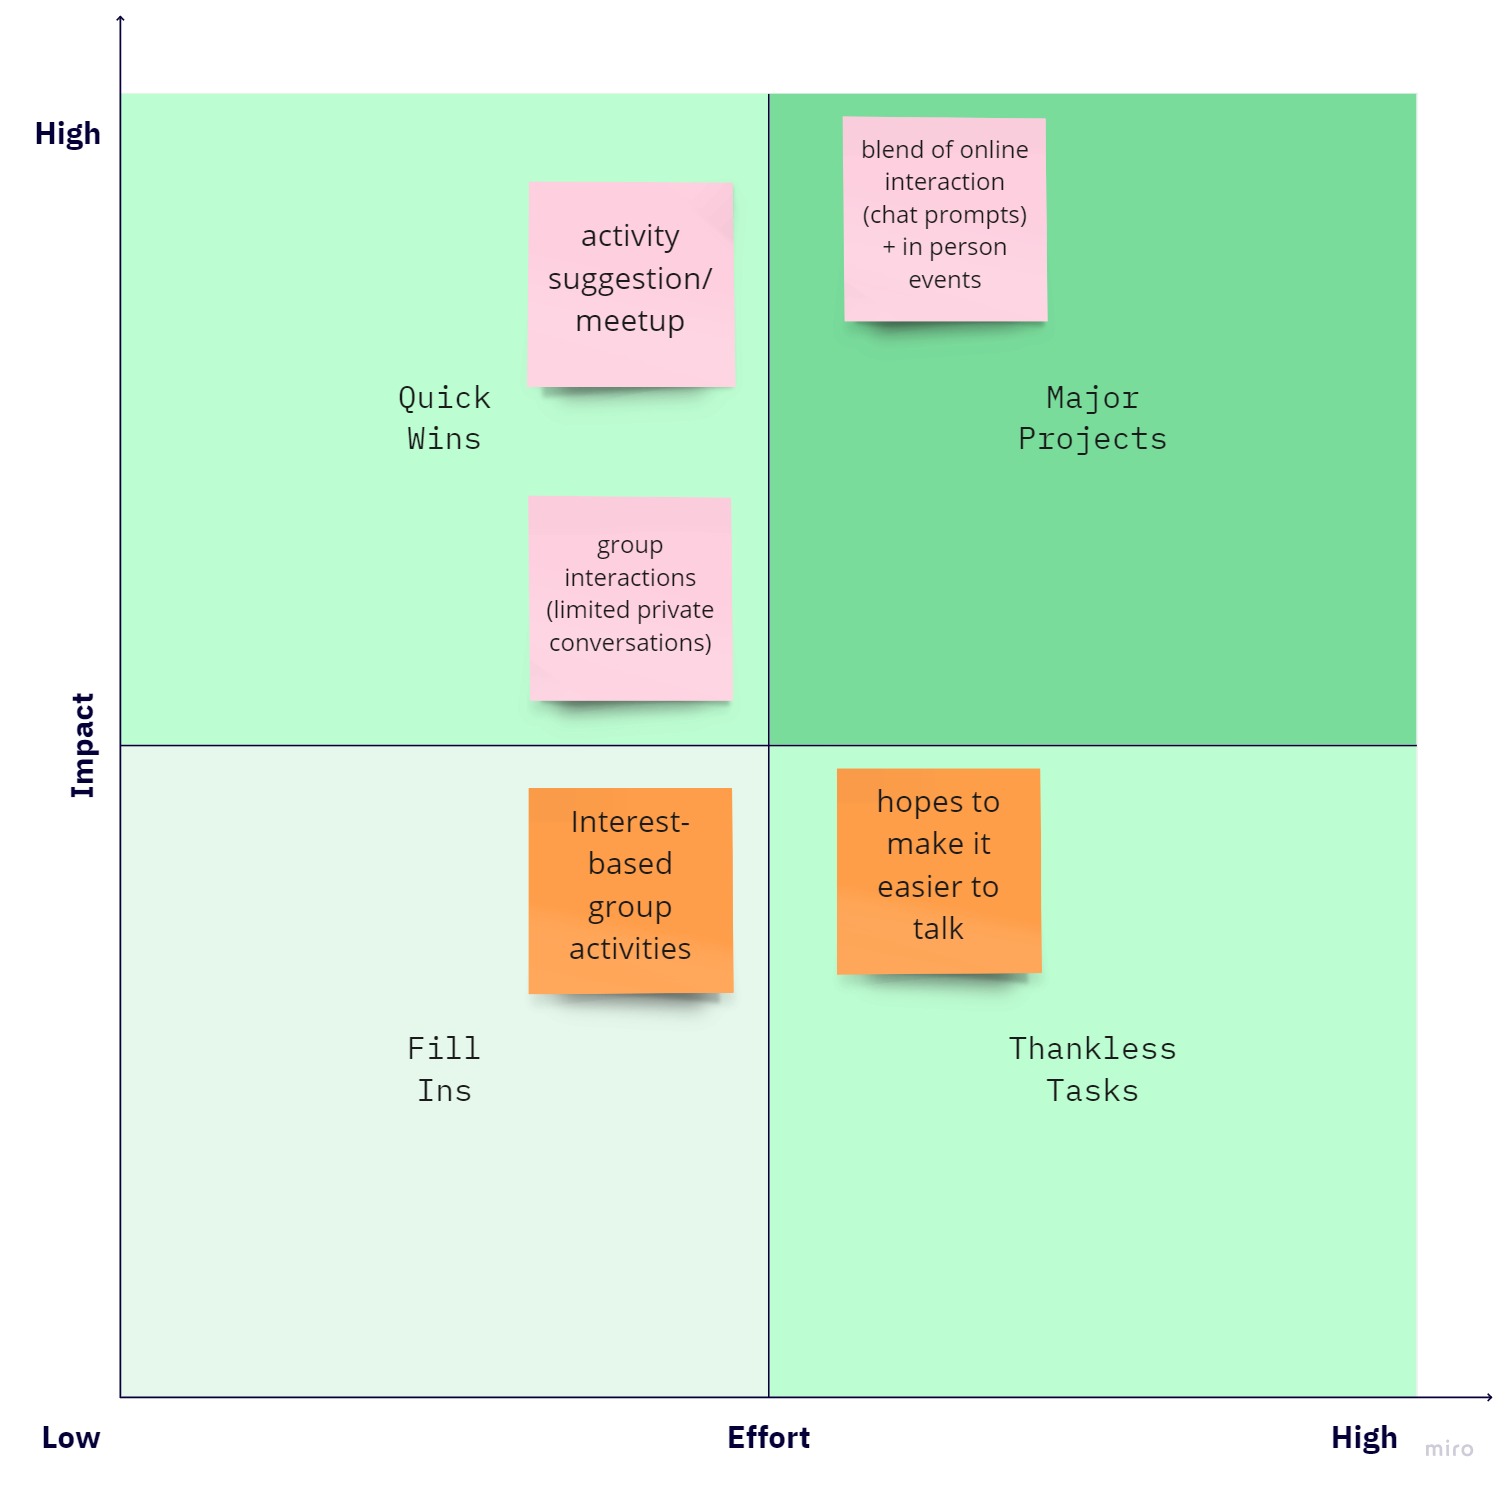 High
blend of online
interaction
(chat prompts)
+ in person
events
activity
suggestion/
meetup
Quick
Wins
Major
Projects
group
interactions
(limited private
conversations)
Impact
Interest-
based
group
activities
hopes to
make it
easier to
talk
Fill
Ins
Thankless
Tasks
Low
Effort
High
miro